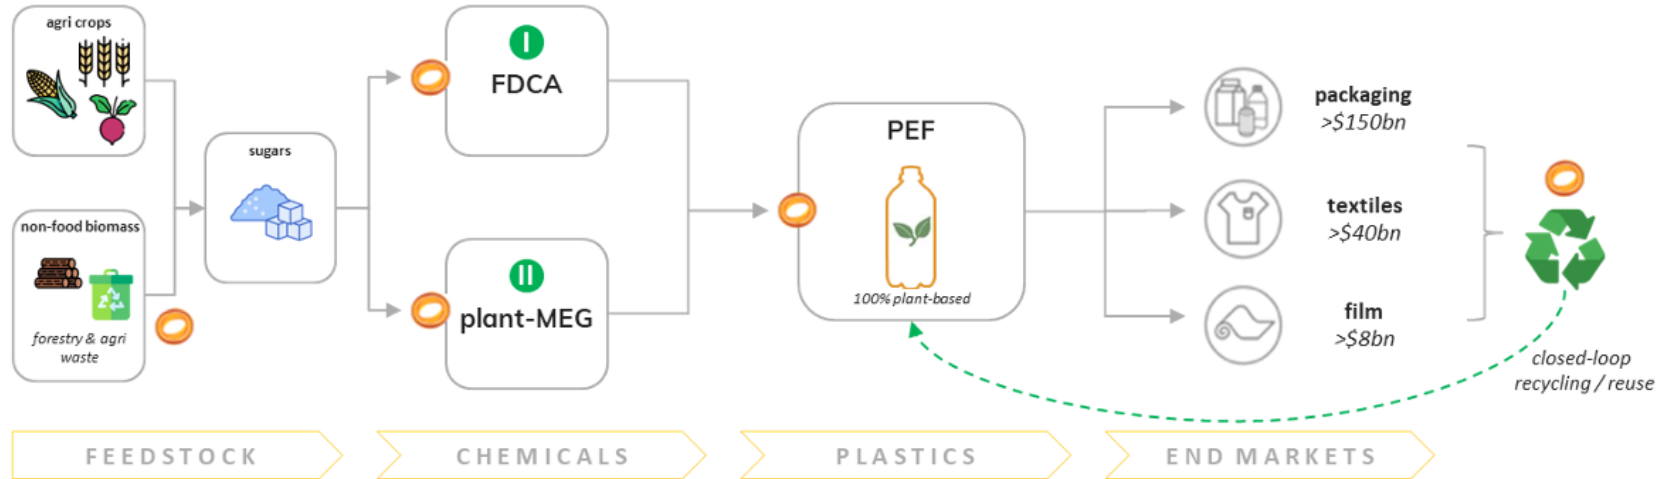 agri crops
non-food biomass
forestry & agri
waste
sugars
I
FDCA
II
plant-MEG
PEF
100% plant-based
packaging
>$150bn
textiles
>$40bn
film
>$8bn
closed-loop
recycling / reuse
FEEDSTOCK
CHEMICALS
PLASTICS
END MARKETS